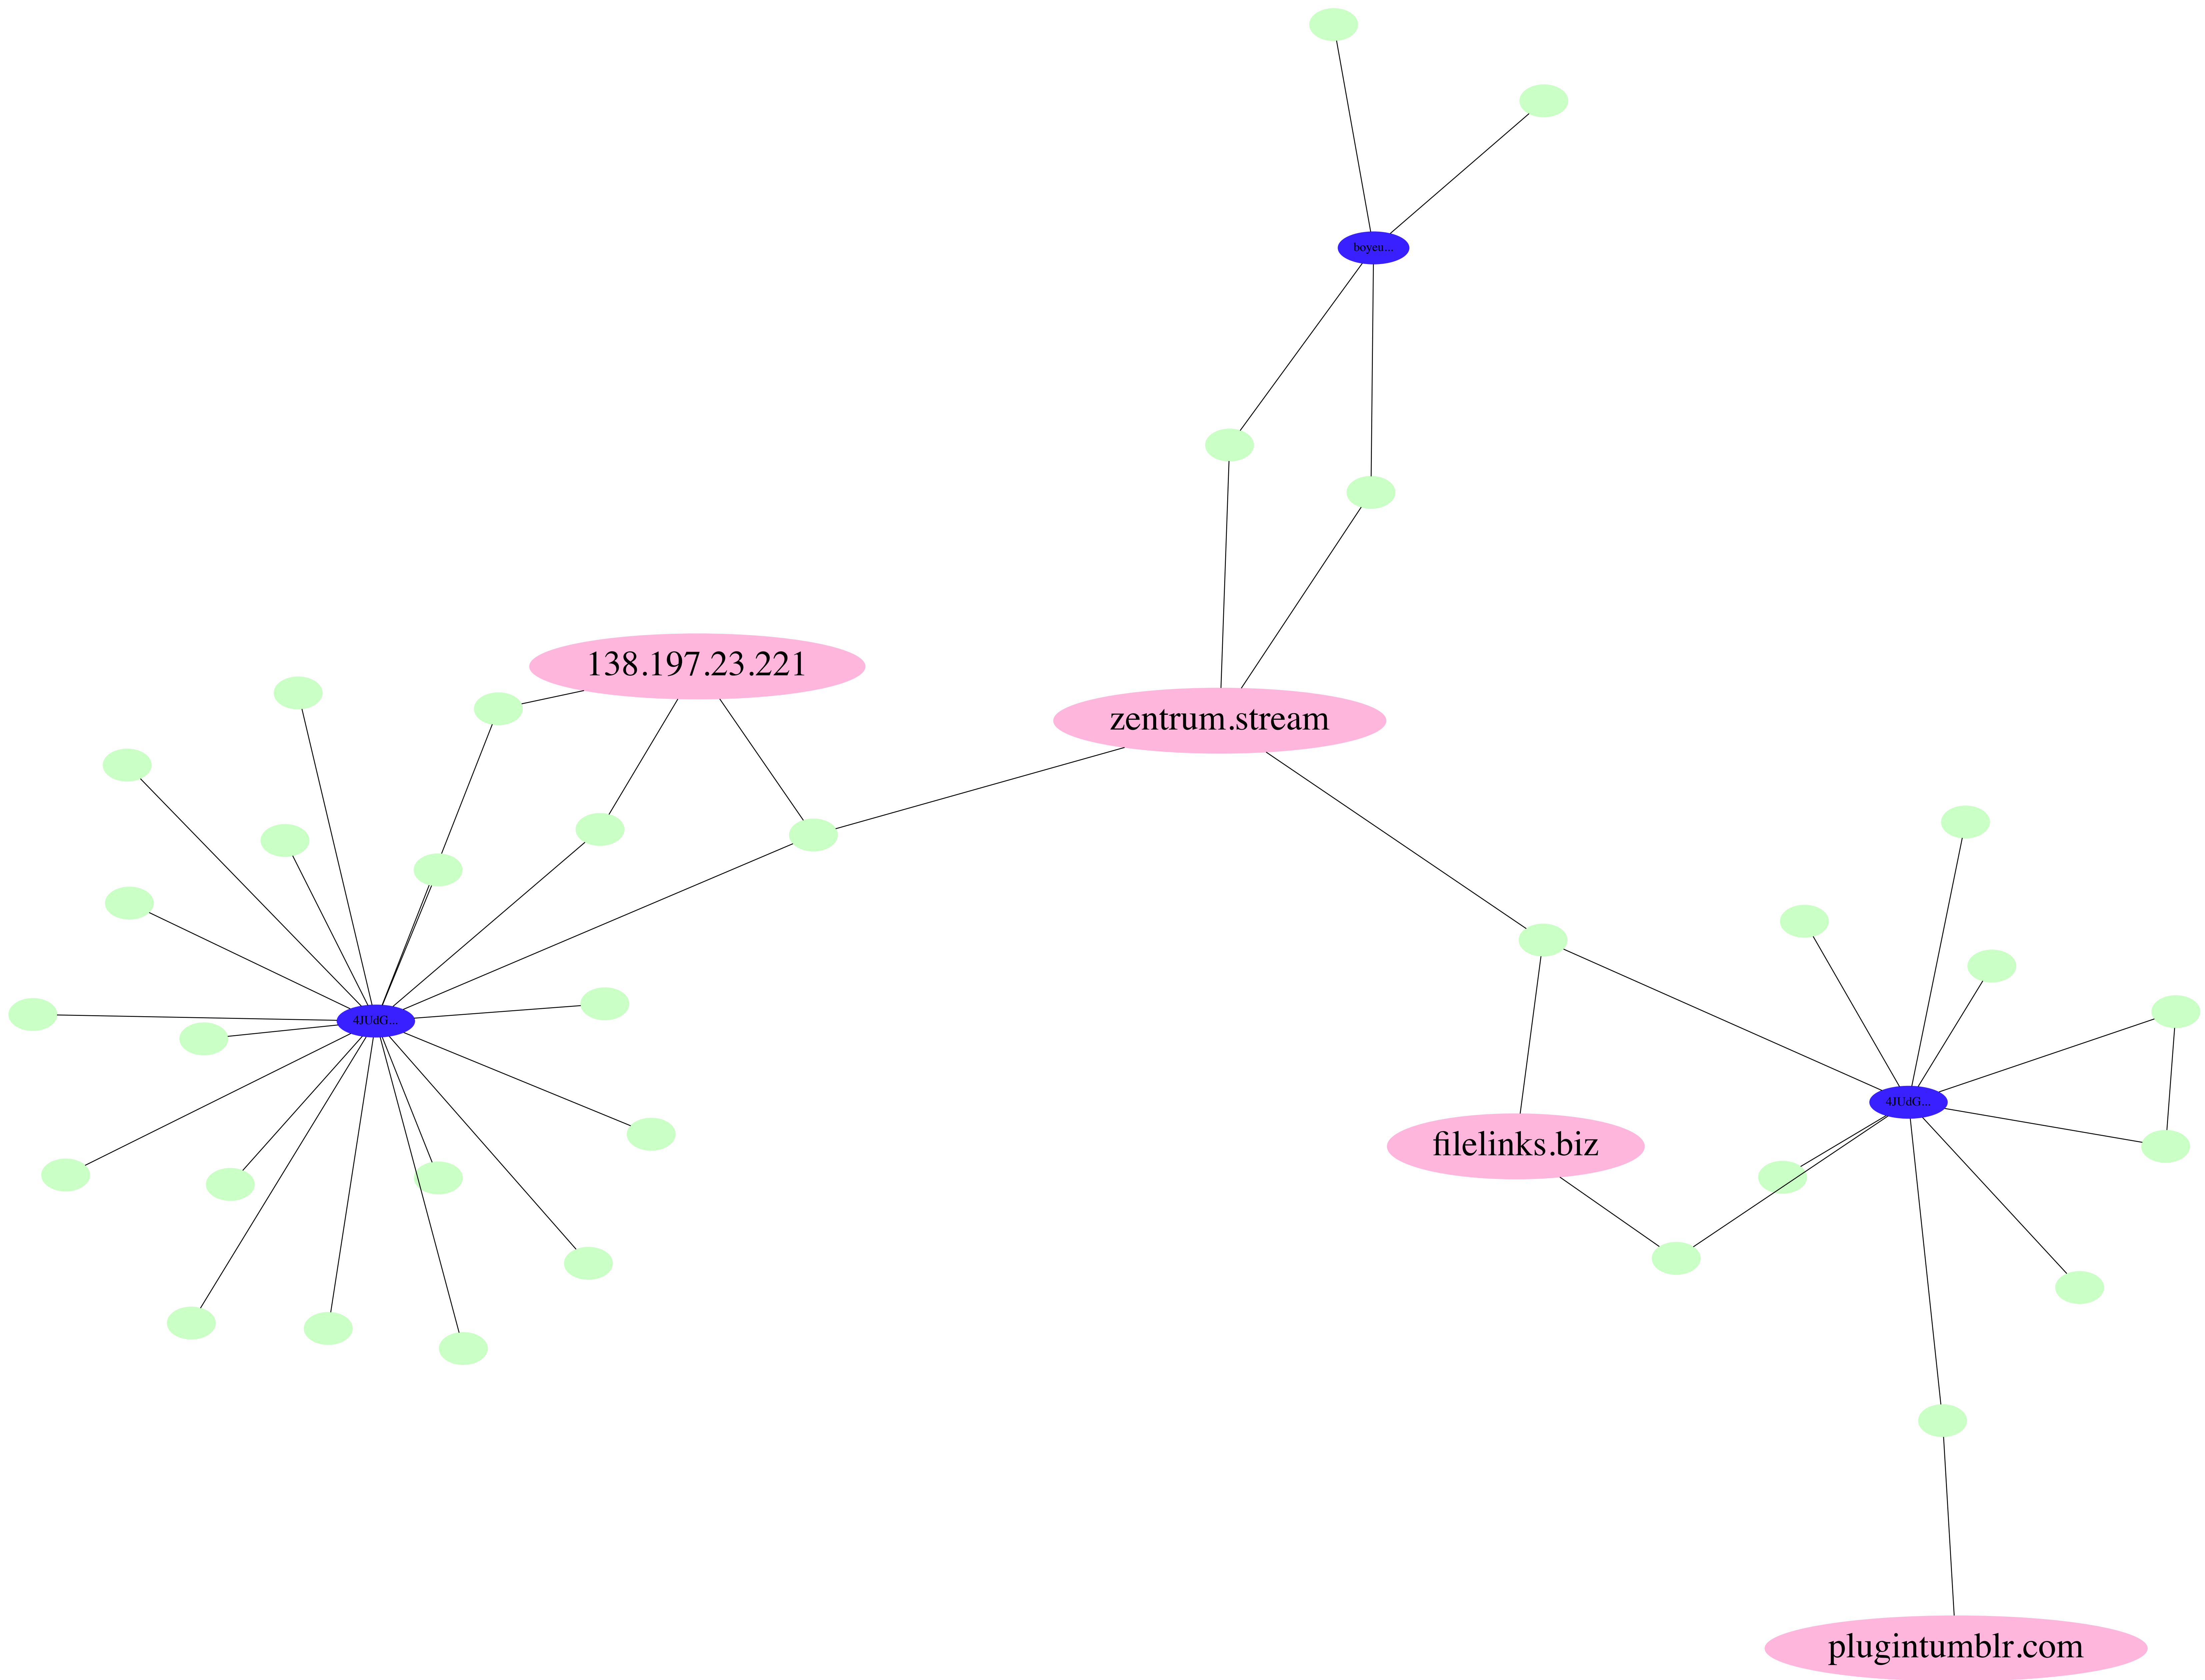 boyeu...
138.197.23.221
zentrum.stream
4JUdG...
4JUdG...
filelinks.biz
plugintumblr.com